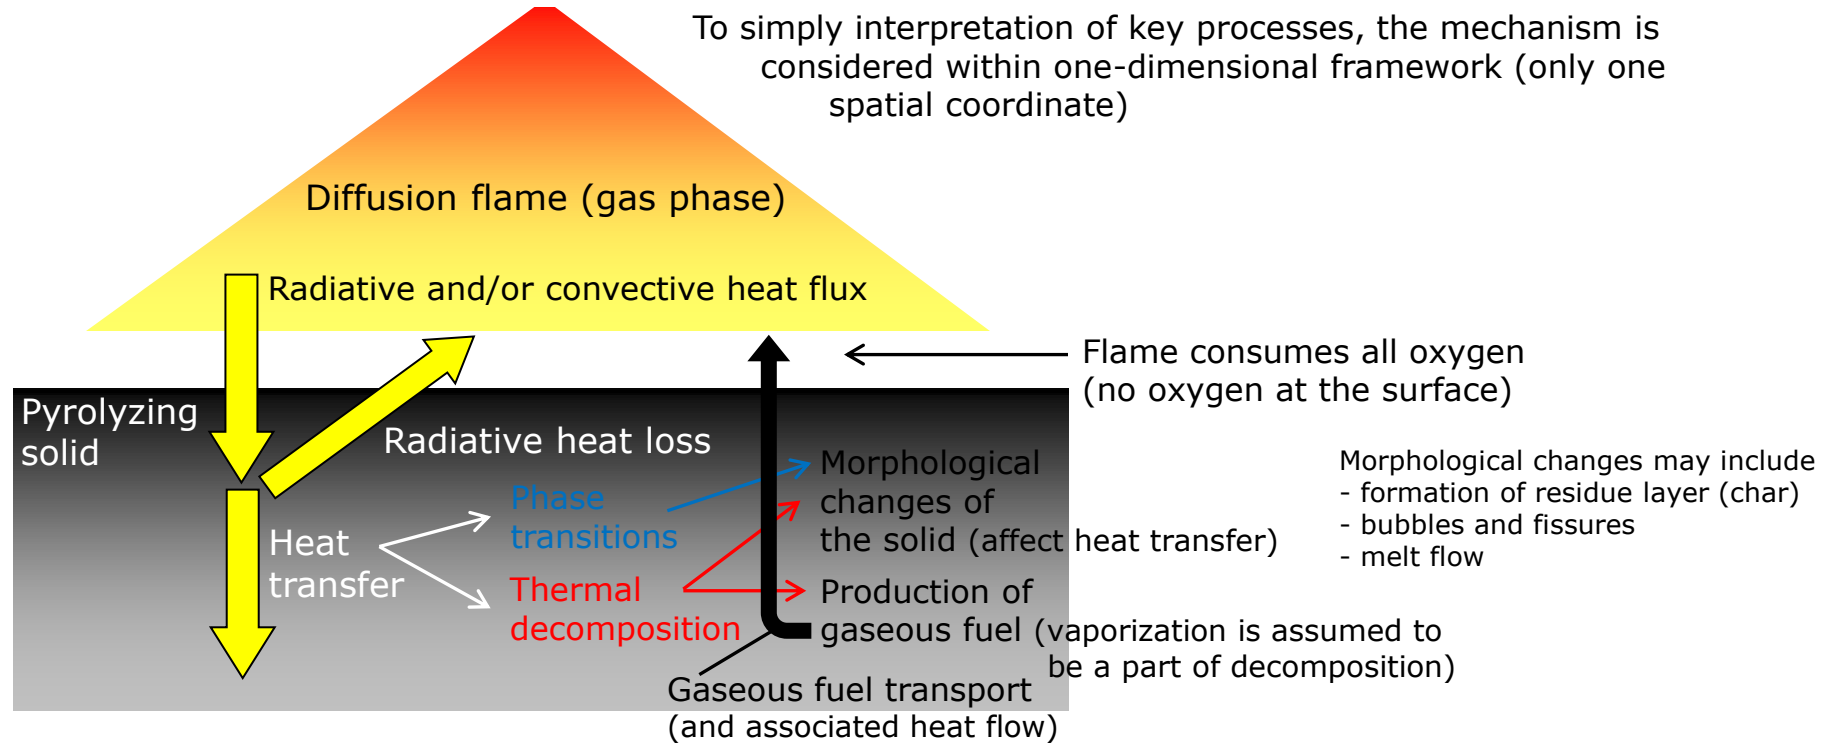 To simply interpretation of key processes, the mechanism is
considered within one-dimensional framework (only one
spatial coordinate)
Diffusion flame (gas phase)
Radiative and/or convective heat flux
Flame consumes all oxygen
(no oxygen at the surface)
Pyrolyzing
solid
Radiative heat loss
Heat
transfer
Phase
transitions
Thermal
decomposition
Morphological
changes of
the solid (affect heat transfer)
Production of
gaseous fuel (vaporization is assumed to
be a part of decomposition)
Gaseous fuel transport
(and associated heat flow)
Morphological changes may include
- formation of residue layer (char)
- bubbles and fissures
- melt flow